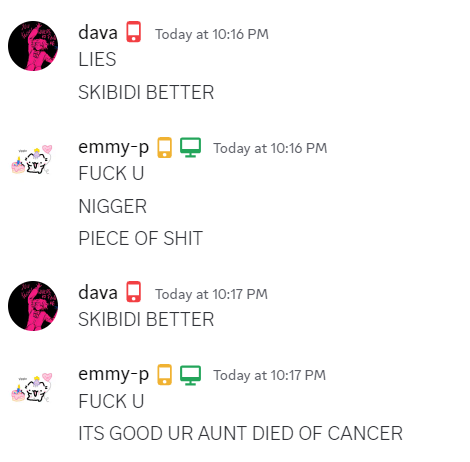 dava Today at 10:16 PM
LIES
SKIBIDI BETTER
emmy-p Today at 10:16 PM
FUCK U
NIGGER
PIECE OF SHIT
dava Today at 10:17 PM
SKIBIDI BETTER
emmy-p Today at 10:17 PM
FUCK U
ITS GOOD UR AUNT DIED OF CANCER